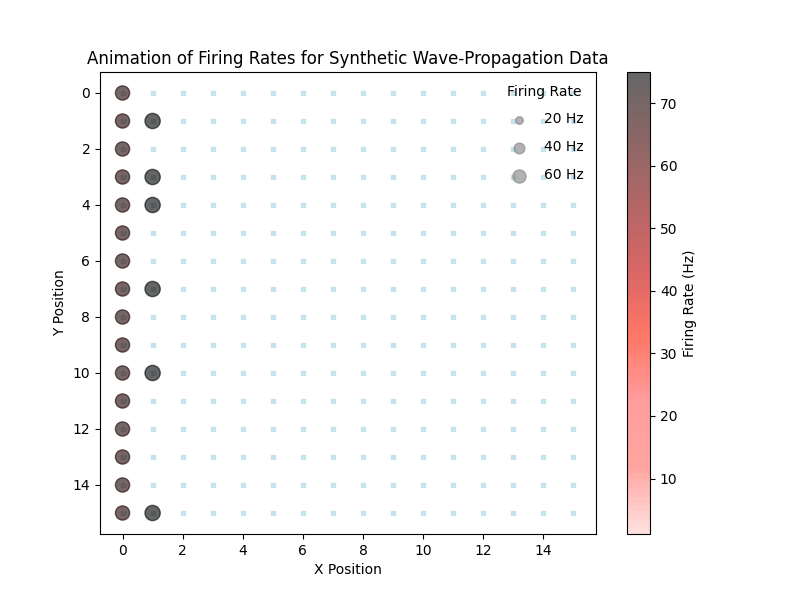 Animation of Firing Rates for Synthetic Wave-Propagation Data
Firing Rate
20 Hz
40 Hz
60 Hz
0
2
4
6
8
10
12
14
Y Position
0 2 4 6 8 10 12 14
X Position
70
60
50
40
30
20
10
Firing Rate (Hz)